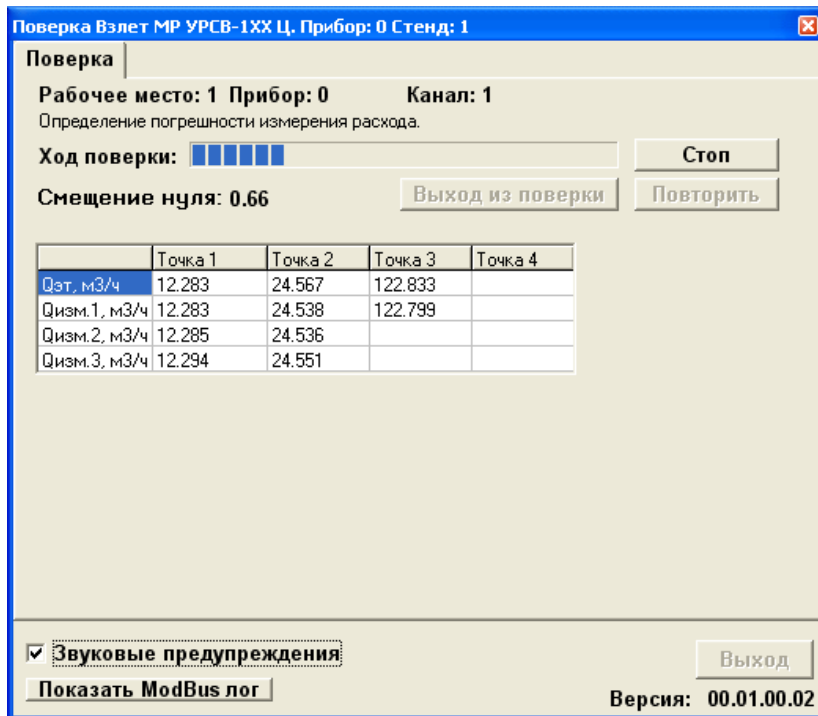 Поверка Взлет МР УРСВ-1XX Ц. Прибор: 0 Стенд: 1
Поверка
Рабочее место: 1 Прибор: 0 Канал: 1
Определение погрешности измерения расхода.
Ход поверки: Стоп
Смещение нуля: 0.66 Выход из поверки Повторить
Точка 1 Точка 2 Точка 3 Точка 4
Qэт, м3/ч 12.283 24.567 122.833
Qизм.1, м3/ч 12.283 24.538 122.799
Qизм.2, м3/ч 12.285 24.536
Qизм.3, м3/ч 12.294 24.551
Звуковые предупреждения Выход
Показать ModBus лог
Версия: 00.01.00.02